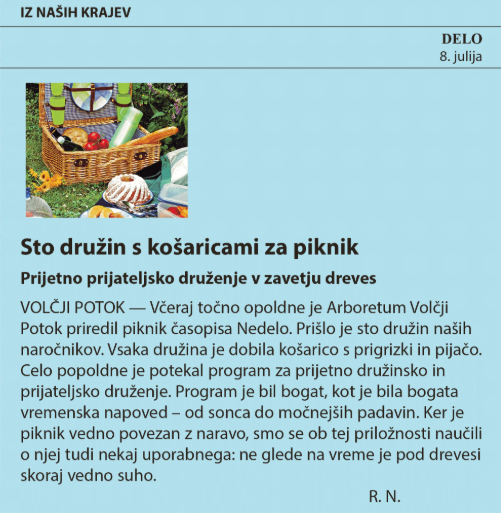 IZ NAŠIH KRAJEV
DELO
8. julija
Sto družin s košaricami za piknik
Prijetno prijateljsko druženje v zavetju dreves
VOLČJI POTOK — Včeraj točno opoldne je Arboretum Volčji
Potok priredil piknik časopisa Nedelo. Prišlo je sto družin naših
naročnikov. Vsaka družina je dobila košarico s prigrizki in pijačo.
Celo popoldne je potekal program za prijetno družinsko in
prijateljsko druženje. Program je bil bogat, kot je bila bogata
vremenska napoved – od sonca do močnejših padavin. Ker je
piknik vedno povezan z naravo, smo se ob tej priložnosti naučili
o njej tudi nekaj uporabnega: ne glede na vreme je pod drevesi
skoraj vedno suho.
R. N.